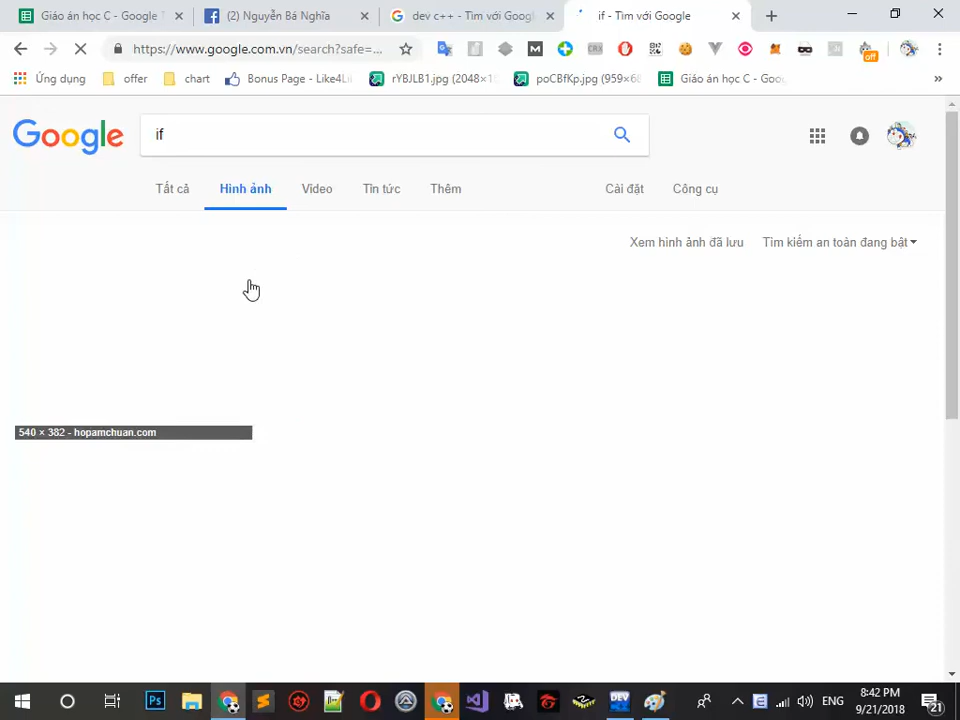 Giáo án học C - Google T
(2) Nguyễn Bá Nghĩa
dev c++ - Tìm với Googl
if - Tìm với Google
https://www.google.com.vn/search?safe=...
Ứng dụng
offer
chart
Bonus Page - Like4Li
rYBJLB1.jpg (2048×1
poCBfKp.jpg (959×68
Giáo án học C - Goo
Google
if
Tất cả
Hình ảnh
Video
Tin tức
Thêm
Cài đặt
Công cụ
Xem hình ảnh đã lưu
Tìm kiếm an toàn đang bật
540 × 382 - hopamchuan.com
ENG
8:42 PM
9/21/2018
21